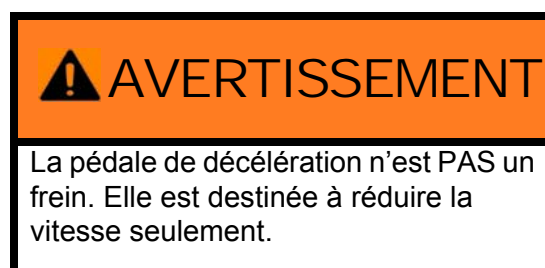 AVERTISSEMENT
La pédale de décélération n’est PAS un
frein. Elle est destinée à réduire la
vitesse seulement.